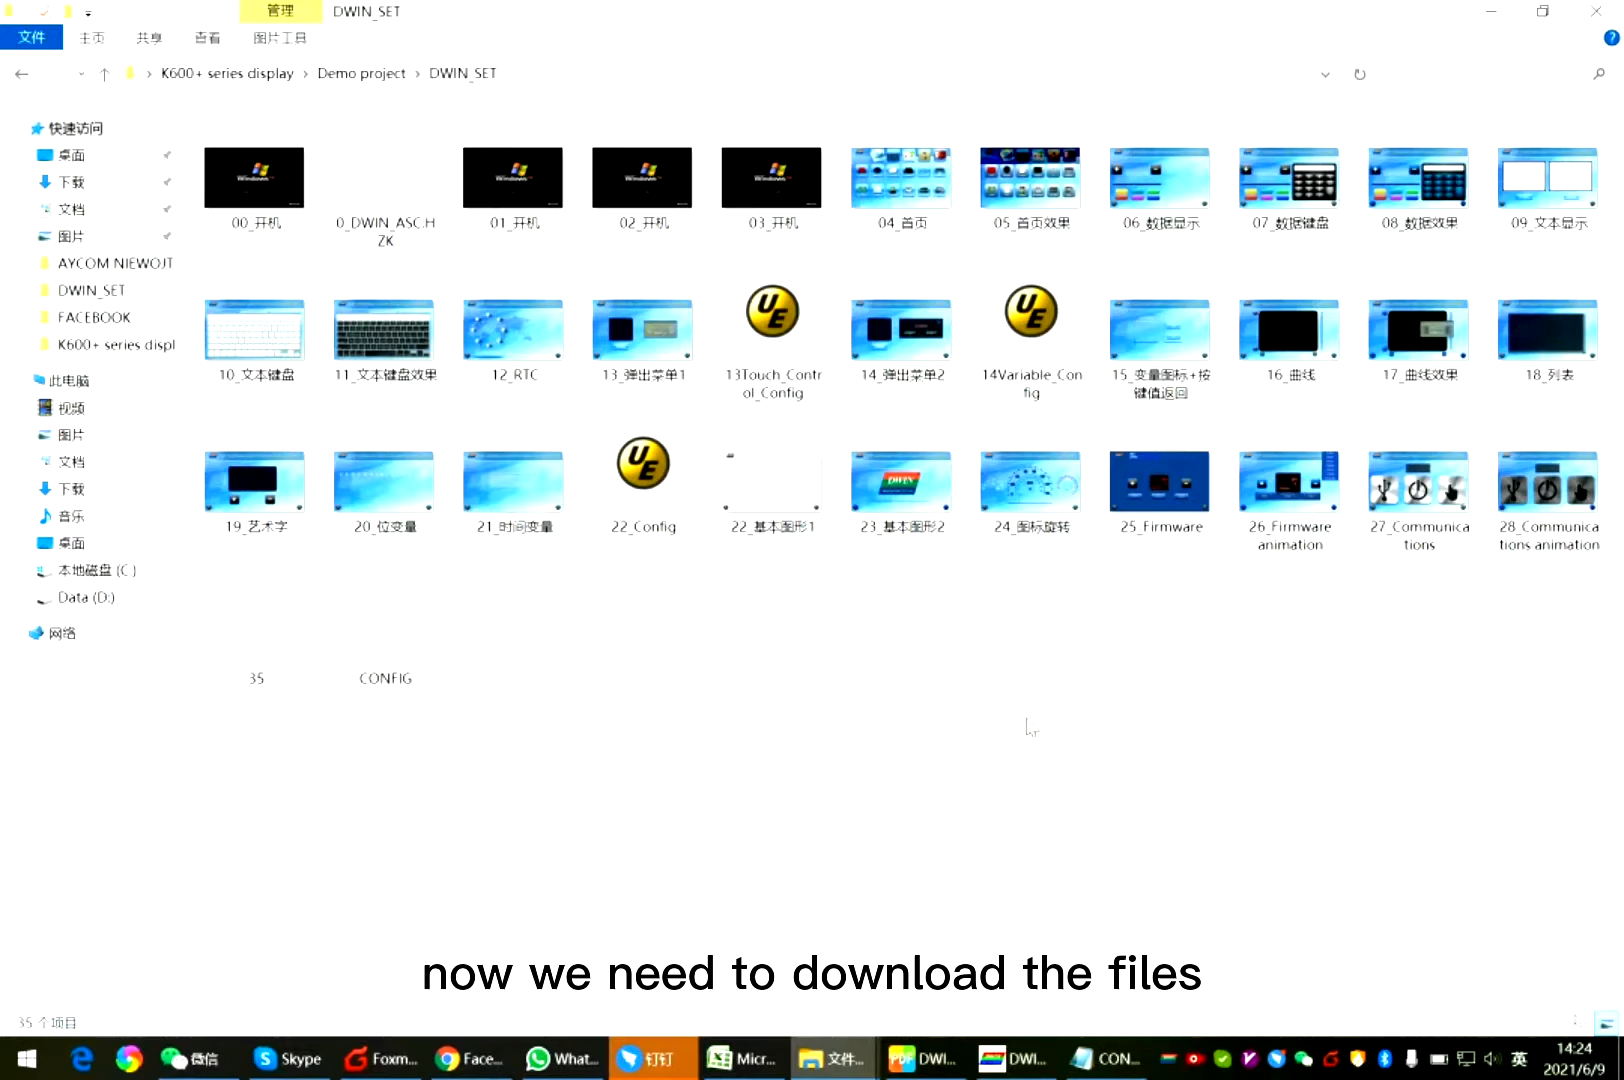 管理 DWIN_SET
文件 主页 共享 查看 图片工具
K600+ series display › Demo project › DWIN_SET
快速访问
桌面
下载
文档
图片
AYCOM NIEWOJT
DWIN_SET
FACEBOOK
K600+ series displ
此电脑
视频
图片
文档
下载
音乐
桌面
本地磁盘 (C:)
Data (D:)
网络
00_开机
0_DWIN_ASC.H
ZK
01_开机
02_开机
03_开机
04_首页
05_首页效果
06_数据显示
07_数据键盘
08_数据效果
09_文本显示
10_文本键盘
11_文本键盘效果
12_RTC
13_弹出菜单1
13Touch_Contr
ol_Config
14_弹出菜单2
14Variable_Con
fig
15_变量图标+按
键值返回
16_曲线
17_曲线效果
18_列表
19_艺术字
20_位变量
21_时间变量
22_Config
22_基本图形1
23_基本图形2
24_图标旋转
25_Firmware
26_Firmware
animation
27_Communica
tions
28_Communica
tions animation
35
CONFIG
now we need to download the files
35 个项目
微信 Skype Foxm... Face... What... 钉钉 Micr... 文件... DWI... DWI... CON... 英 14:24
2021/6/9